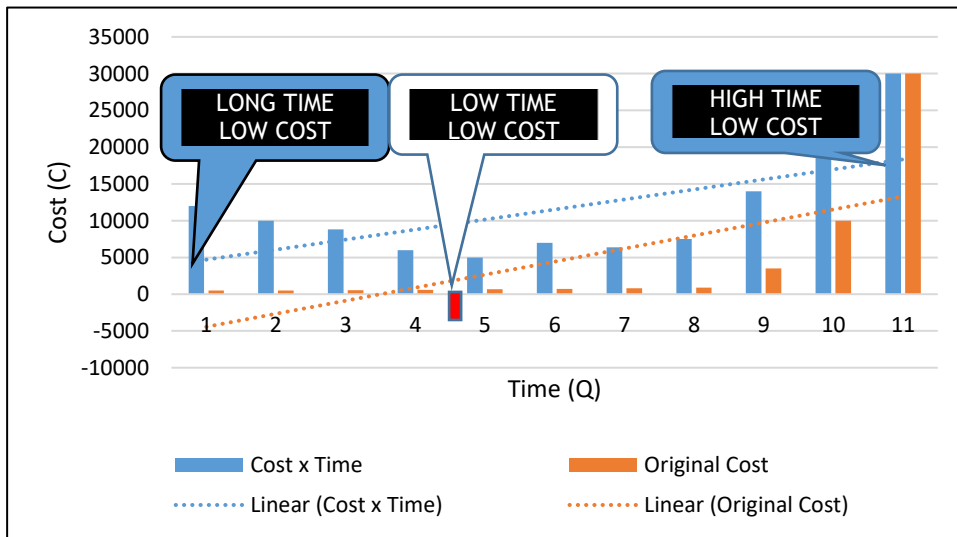 35000
30000
25000
20000
15000
10000
5000
0
-5000
-10000
Cost (C)
LONG TIME
LOW COST
LOW TIME
LOW COST
HIGH TIME
LOW COST
1 2 3 4 5 6 7 8 9 10 11
Time (Q)
Cost x Time
Original Cost
Linear (Cost x Time)
Linear (Original Cost)